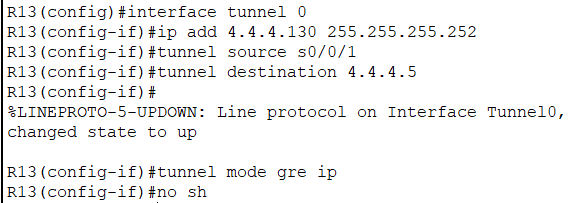 R13(config)#interface tunnel 0
R13(config-if)#ip add 4.4.4.130 255.255.255.252
R13(config-if)#tunnel source s0/0/1
R13(config-if)#tunnel destination 4.4.4.5
R13(config-if)#
%LINEPROTO-5-UPDOWN: Line protocol on Interface Tunnel0,
changed state to up
R13(config-if)#tunnel mode gre ip
R13(config-if)#no sh